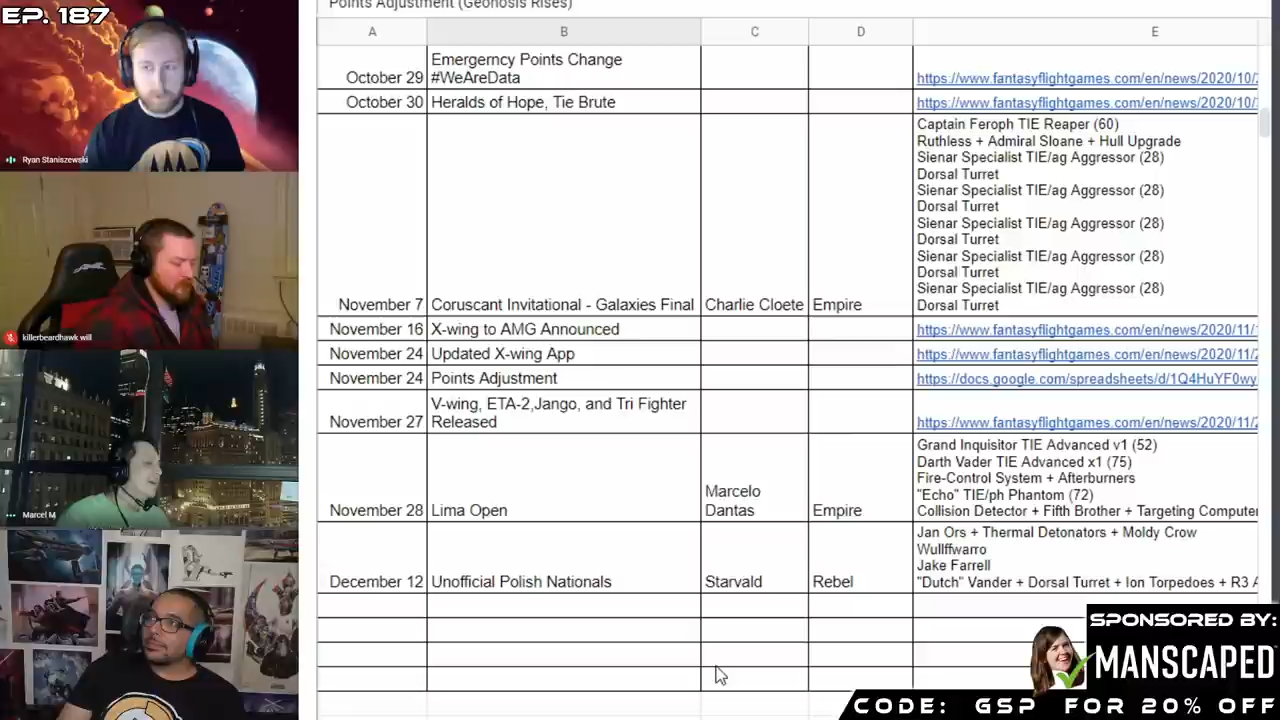 EP. 187
Points Adjustment (Geonosis Rises)
A B C D E
Emergerncy Points Change
October 29 #WeAreData https://www.fantasyflightgames.com/en/news/2020/10/
October 30 Heralds of Hope, Tie Brute https://www.fantasyflightgames.com/en/news/2020/10/
Captain Feroph TIE Reaper (60)
Ruthless + Admiral Sloane + Hull Upgrade
Sienar Specialist TIE/ag Aggressor (28)
Dorsal Turret
Sienar Specialist TIE/ag Aggressor (28)
Dorsal Turret
Sienar Specialist TIE/ag Aggressor (28)
Dorsal Turret
Sienar Specialist TIE/ag Aggressor (28)
Dorsal Turret
Sienar Specialist TIE/ag Aggressor (28)
November 7 Coruscant Invitational - Galaxies Final Charlie Cloete Empire Dorsal Turret
November 16 X-wing to AMG Announced https://www.fantasyflightgames.com/en/news/2020/11/
November 24 Updated X-wing App https://www.fantasyflightgames.com/en/news/2020/11/2
November 24 Points Adjustment https://docs.google.com/spreadsheets/d/1Q4HuYF0wy
V-wing, ETA-2,Jango, and Tri Fighter
November 27 Released https://www.fantasyflightgames.com/en/news/2020/11/2
Grand Inquisitor TIE Advanced v1 (52)
Darth Vader TIE Advanced x1 (75)
Fire-Control System + Afterburners
Marcelo "Echo" TIE/ph Phantom (72)
November 28 Lima Open Dantas Empire Collision Detector + Fifth Brother + Targeting Computer
Jan Ors + Thermal Detonators + Moldy Crow
Wullffwarro
Jake Farrell
December 12 Unofficial Polish Nationals Starvald Rebel "Dutch" Vander + Dorsal Turret + Ion Torpedoes + R3 A
Ryan Staniszewski
killerbeardhawk will
Marcel M
SPONSORED BY:
MANSCAPED
CODE: GSP FOR 20% OFF